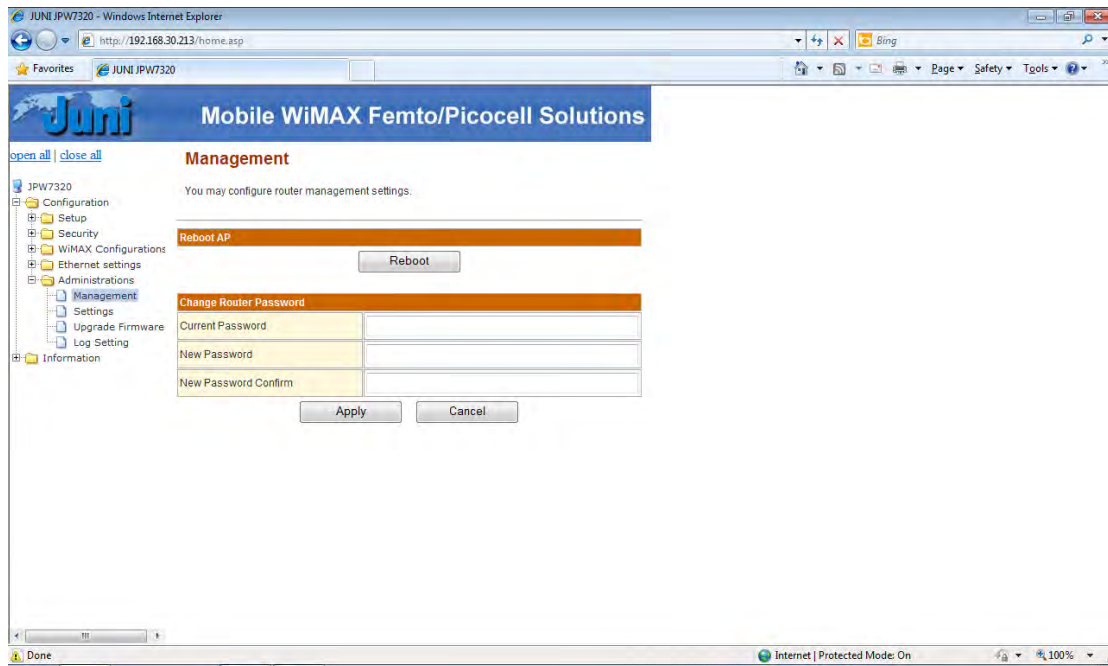 JUNI JPW7320 - Windows Internet Explorer
http://192.168.30.213/home.asp
Bing
Favorites
JUNI JPW7320
Page
Safety
Tools
Juni
Mobile WiMAX Femto/Picocell Solutions
open all | close all
JPW7320
Configuration
Setup
Security
WiMAX Configurations
Ethernet settings
Administrations
Management
Settings
Upgrade Firmware
Log Setting
Information
Management
You may configure router management settings.
Reboot AP
Reboot
Change Router Password
Current Password
New Password
New Password Confirm
Apply
Cancel
Done
Internet | Protected Mode: On
100%